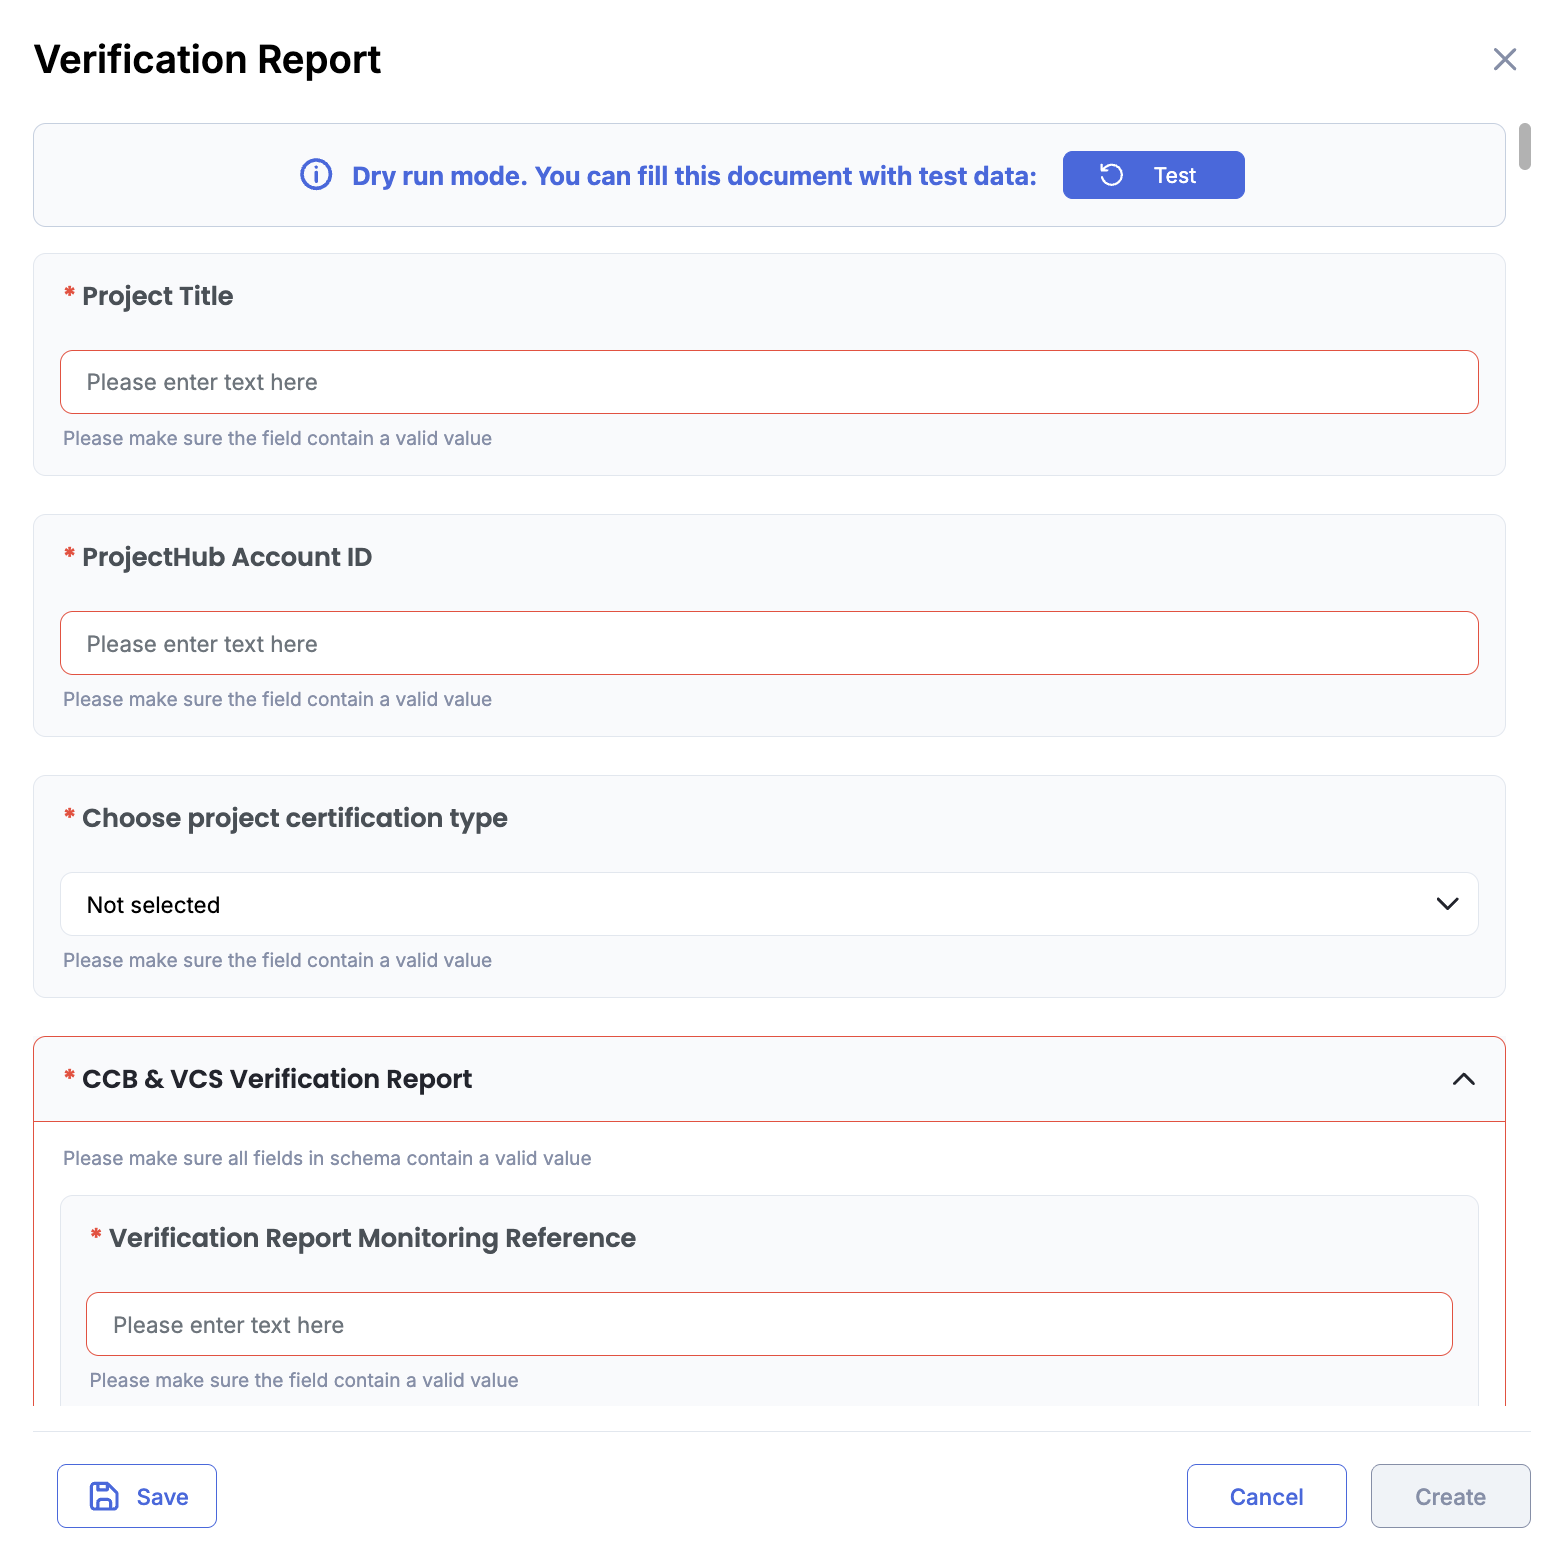 Verification Report
Dry run mode. You can fill this document with test data:
Test
* Project Title
Please enter text here
Please make sure the field contain a valid value
* ProjectHub Account ID
Please enter text here
Please make sure the field contain a valid value
* Choose project certification type
Not selected
Please make sure the field contain a valid value
* CCB & VCS Verification Report
Please make sure all fields in schema contain a valid value
* Verification Report Monitoring Reference
Please enter text here
Please make sure the field contain a valid value
Save
Cancel
Create